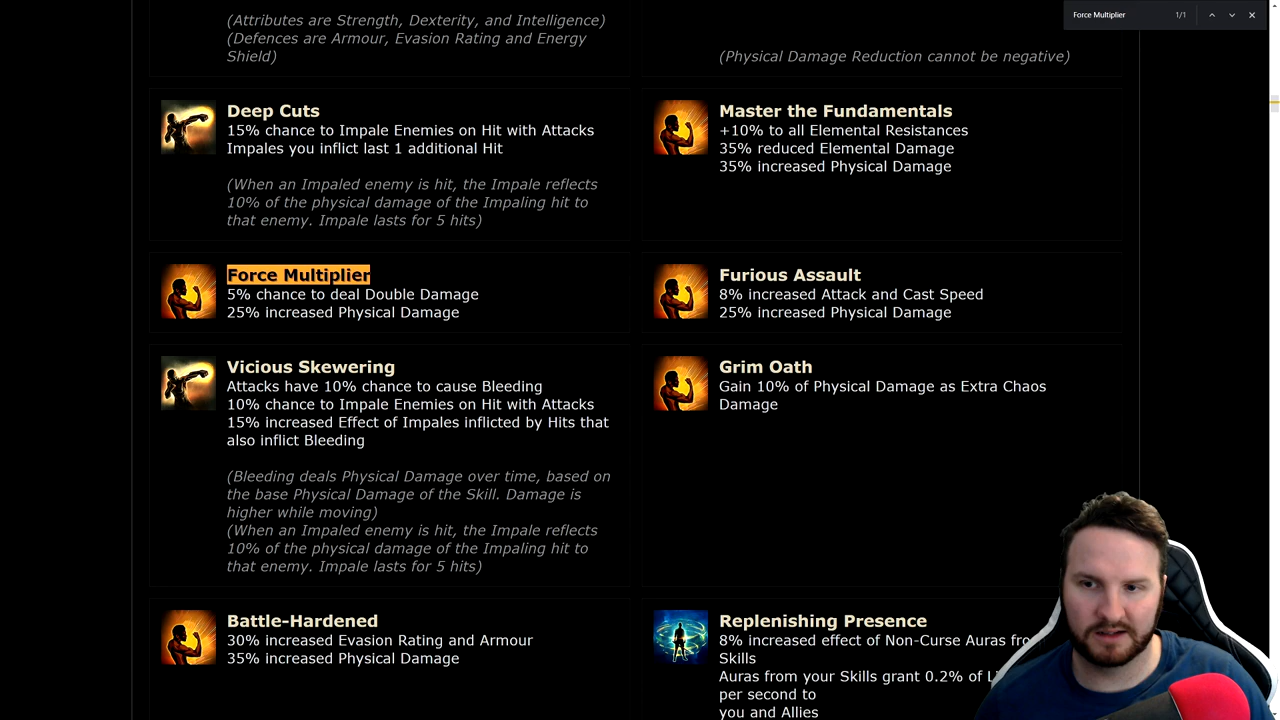 Force Multiplier 1/1
(Attributes are Strength, Dexterity, and Intelligence)
(Defences are Armour, Evasion Rating and Energy
Shield)
(Physical Damage Reduction cannot be negative)
Deep Cuts
15% chance to Impale Enemies on Hit with Attacks
Impales you inflict last 1 additional Hit
(When an Impaled enemy is hit, the Impale reflects
10% of the physical damage of the Impaling hit to
that enemy. Impale lasts for 5 hits)
Master the Fundamentals
+10% to all Elemental Resistances
35% reduced Elemental Damage
35% increased Physical Damage
Force Multiplier
5% chance to deal Double Damage
25% increased Physical Damage
Furious Assault
8% increased Attack and Cast Speed
25% increased Physical Damage
Vicious Skewering
Attacks have 10% chance to cause Bleeding
10% chance to Impale Enemies on Hit with Attacks
15% increased Effect of Impales inflicted by Hits that
also inflict Bleeding
(Bleeding deals Physical Damage over time, based on
the base Physical Damage of the Skill. Damage is
higher while moving)
(When an Impaled enemy is hit, the Impale reflects
10% of the physical damage of the Impaling hit to
that enemy. Impale lasts for 5 hits)
Grim Oath
Gain 10% of Physical Damage as Extra Chaos
Damage
Battle-Hardened
30% increased Evasion Rating and Armour
35% increased Physical Damage
Replenishing Presence
8% increased effect of Non-Curse Auras
Skills
Auras from your Skills grant 0.2% of
per second to
you and Allies